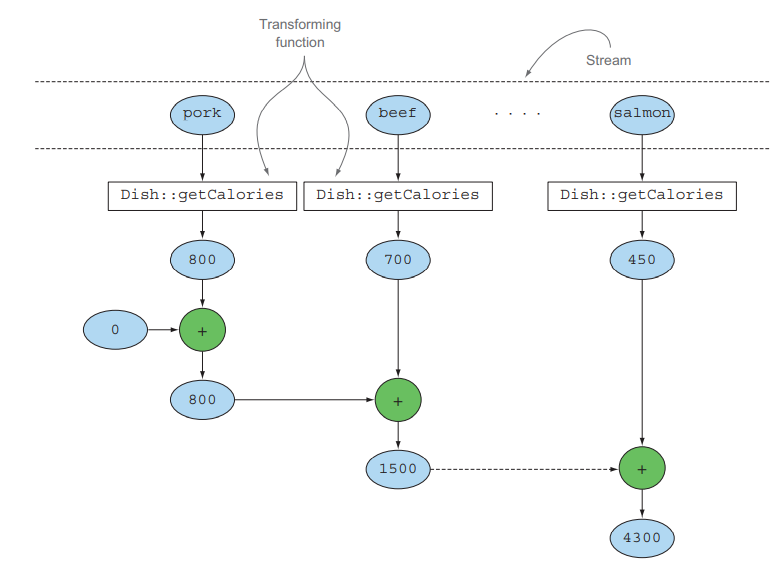 Transforming
function
Stream
pork
beef
. . . .
salmon
Dish::getCalories
Dish::getCalories
Dish::getCalories
800
700
450
0
+
800
+
1500
+
4300